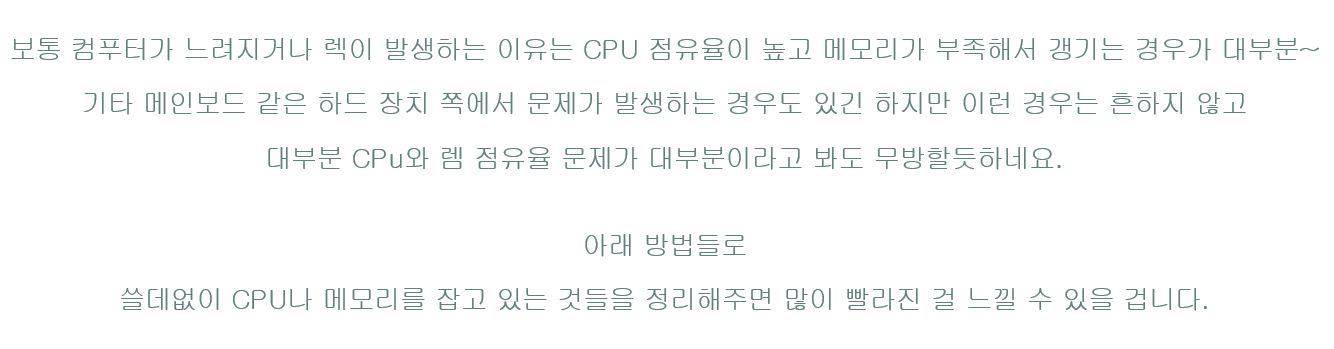 보통 컴푸터가 느려지거나 렉이 발생하는 이유는 CPU 점유율이 높고 메모리가 부족해서 갱기는 경우가 대부분~
기타 메인보드 같은 하드 장치 쪽에서 문제가 발생하는 경우도 있긴 하지만 이런 경우는 흔하지 않고
대부분 CPu와 렘 점유율 문제가 대부분이라고 봐도 무방할듯하네요.
아래 방법들로
쓸데없이 CPU나 메모리를 잡고 있는 것들을 정리해주면 많이 빨라진 걸 느낄 수 있을 겁니다.